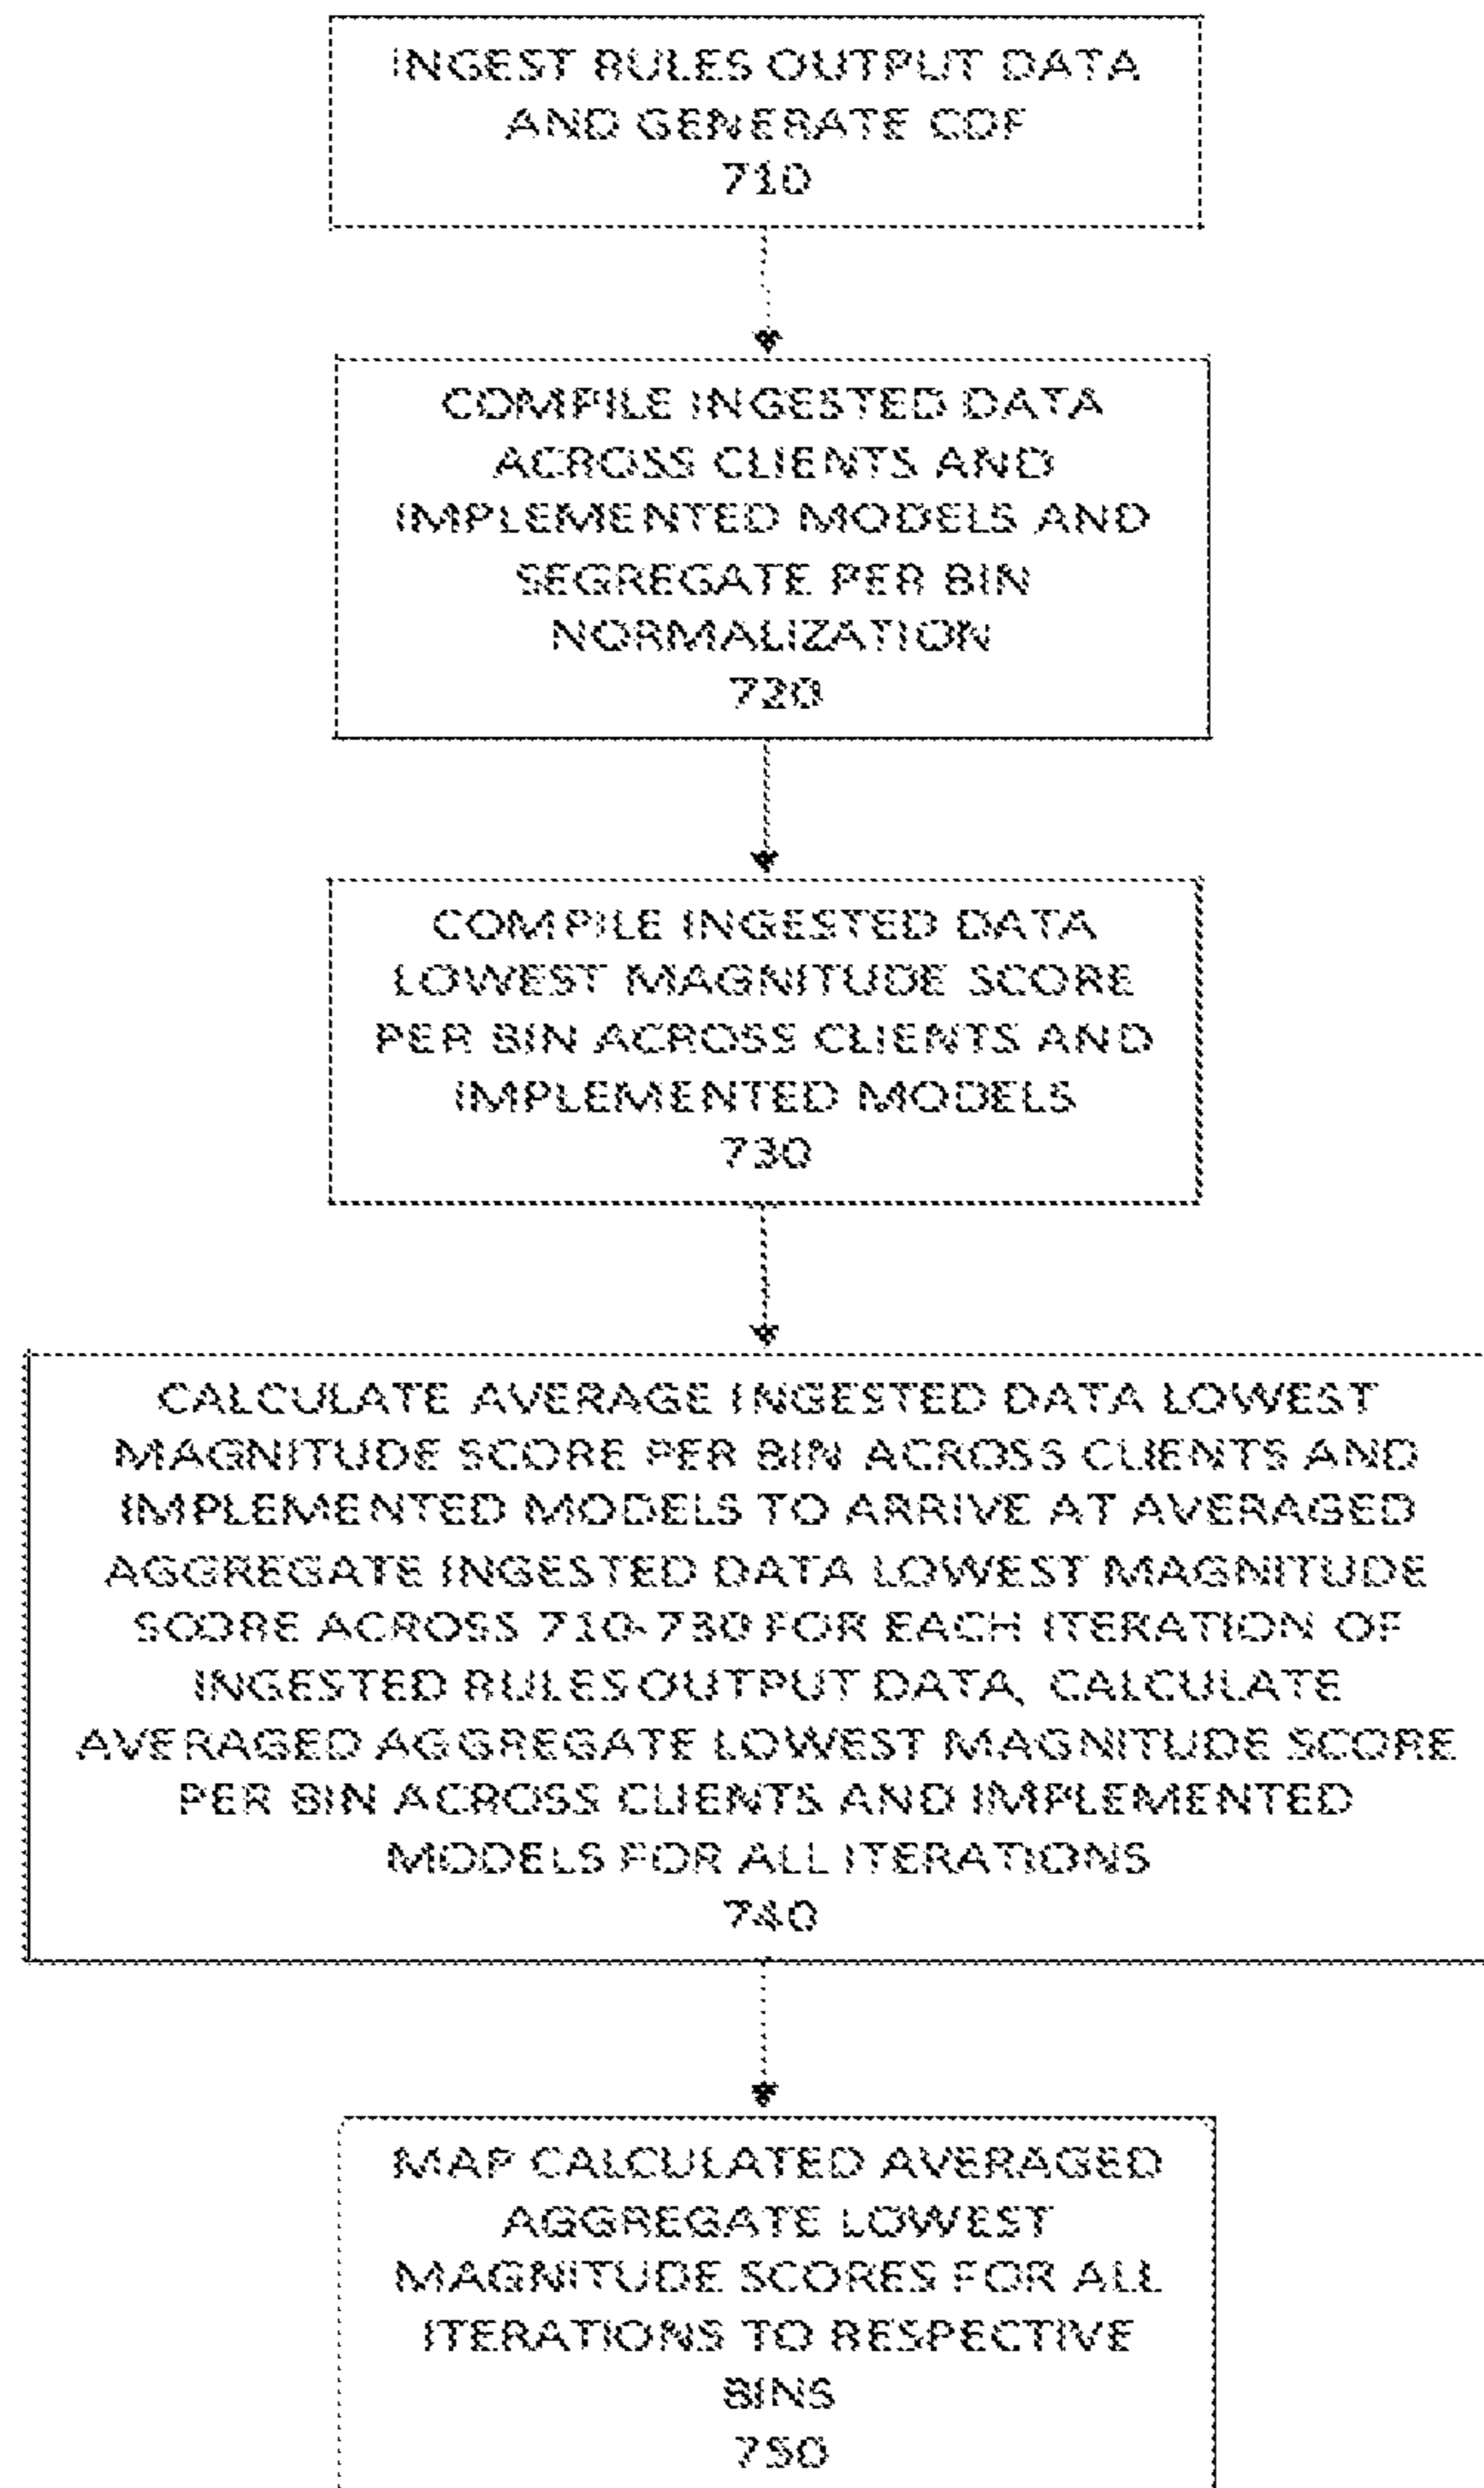 INGEST RULES OUTPUT DATA
AND GENERATE CDF
710
COMPILE INGESTED DATA
ACROSS CLIENTS AND
IMPLEMENTED MODELS AND
SEGREGATE PER BIN
NORMALIZATION
720
COMPILE INGESTED DATA
LOWEST MAGNITUDE SCORE
PER BIN ACROSS CLIENTS AND
IMPLEMENTED MODELS
730
CALCULATE AVERAGE INGESTED DATA LOWEST
MAGNITUDE SCORE PER BIN ACROSS CLIENTS AND
IMPLEMENTED MODELS TO ARRIVE AT AVERAGED
AGGREGATE INGESTED DATA LOWEST MAGNITUDE
SCORE ACROSS 710-730 FOR EACH ITERATION OF
INGESTED RULES OUTPUT DATA, CALCULATE
AVERAGED AGGREGATE LOWEST MAGNITUDE SCORE
PER BIN ACROSS CLIENTS AND IMPLEMENTED
MODELS FOR ALL ITERATIONS
740
MAP CALCULATED AVERAGED
AGGREGATE LOWEST
MAGNITUDE SCORES FOR ALL
ITERATIONS TO RESPECTIVE
BINS
750